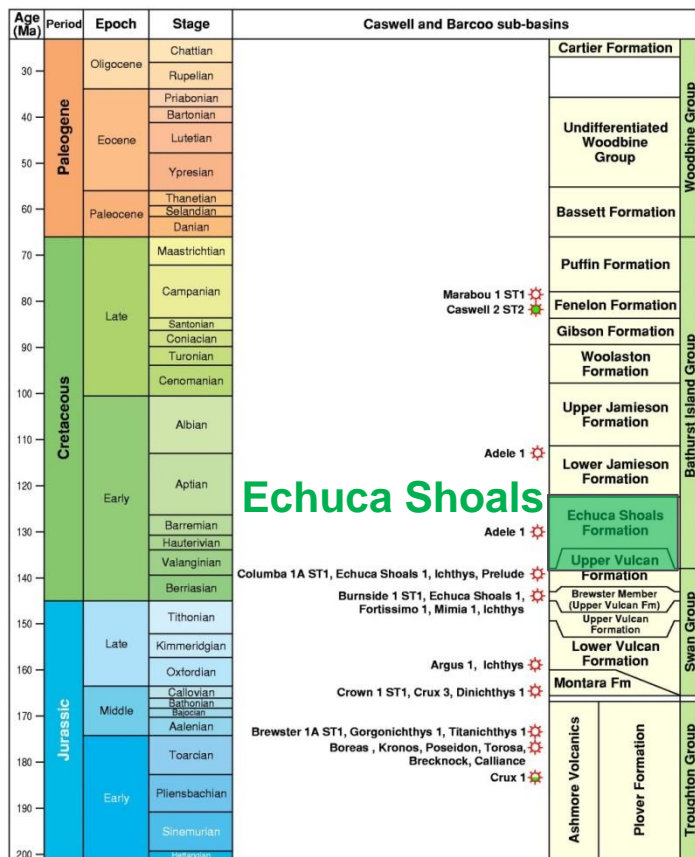 Age
(Ma)
Period
Epoch
Stage
Caswell and Barcoo sub-basins
30
40
50
60
70
80
90
100
110
120
130
140
150
160
170
180
190
200
Paleogene
Cretaceous
Jurassic
Oligocene
Eocene
Paleocene
Late
Early
Late
Middle
Early
Chattian
Rupelian
Priabonian
Bartonian
Lutetian
Ypresian
Thanetian
Selandian
Danian
Maastrichtian
Campanian
Santonian
Coniacian
Turonian
Cenomanian
Albian
Aptian
Barremian
Hauterivian
Valanginian
Berriasian
Tithonian
Kimmeridgian
Oxfordian
Callovian
Bathonian
Bajocian
Aalenian
Toarcian
Pliensbachian
Sinemurian
Hettangian
Marabou 1 ST1
Caswell 2 ST2
Adele 1
Echuca Shoals
Adele 1
Columba 1A ST1, Echuca Shoals 1, Ichthys, Prelude
Burnside 1 ST1, Echuca Shoals 1,
Fortissimo 1, Mimia 1, Ichthys
Argus 1, Ichthys
Crown 1 ST1, Crux 3, Dinichthys 1
Brewster 1A ST1, Gorgonichthys 1, Titanichthys 1
Boreas , Kronos, Poseidon, Torosa,
Brecknock, Calliance
Crux 1
Cartier Formation
Undifferentiated
Woodbine
Group
Bassett Formation
Puffin Formation
Fenelon Formation
Gibson Formation
Woolaston
Formation
Upper Jamieson
Formation
Lower Jamieson
Formation
Echuca Shoals
Formation
Upper Vulcan
Formation
Brewster Member
(Upper Vulcan Fm)
Upper Vulcan
Formation
Lower Vulcan
Formation
Montara Fm
Ashmore Volcanics
Plover Formation
Woodbine Group
Bathurst Island Group
Swan Group
Troughton Group